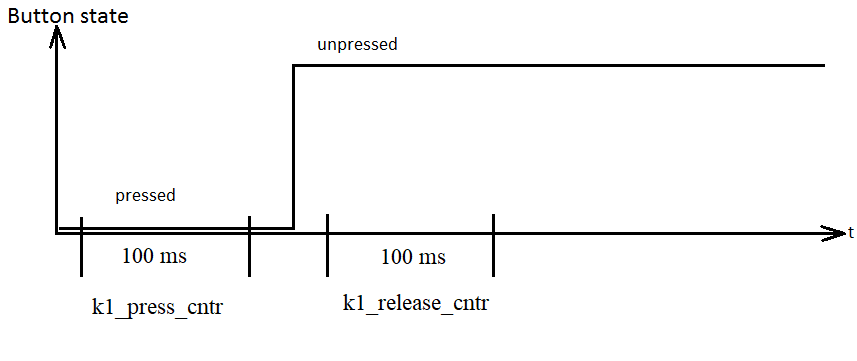 Button state
unpressed
pressed
t
100 ms
100 ms
k1_press_cntr
k1_release_cntr